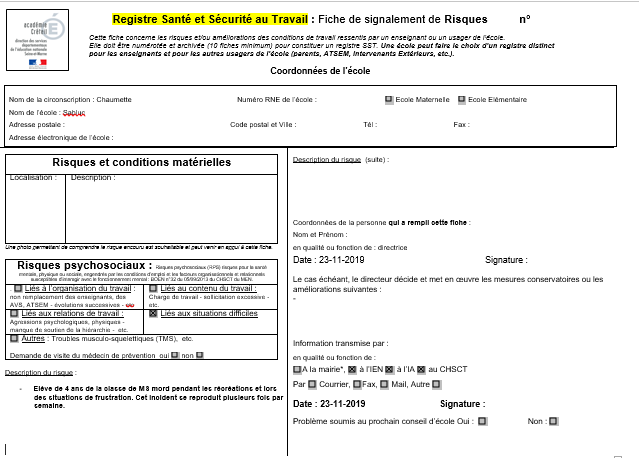 académie
Créteil
direction des services
départementaux
de l'éducation nationale
Seine-et-Marne
Registre Santé et Sécurité au Travail : Fiche de signalement de Risques n°
Cette fiche concerne les risques et/ou améliorations des conditions de travail ressentis par un enseignant ou un usager de l'école.
Elle doit être numérotée et archivée (10 fiches minimum) pour constituer un registre SST. Une école peut faire le choix d'un registre distinct
pour les enseignants et pour les autres usagers de l'école (parents, ATSEM, Intervenants Extérieurs, etc.).
Coordonnées de l'école
Nom de la circonscription : Chaumette Numéro RNE de l'école : Ecole Maternelle Ecole Elémentaire
Nom de l'école : Sabluc
Adresse postale : Code postal et Ville : Tél : Fax :
Adresse électronique de l'école :
Risques et conditions matérielles
Localisation : Description :
Une photo permettant de comprendre le risque encouru est souhaitable et peut venir en appui à cette fiche.
Risques psychosociaux : Risques psychosociaux (RPS) risques pour la santé
mentale, physique ou sociale, engendrés par les conditions d'emploi et les facteurs organisationnels et relationnels
susceptibles d'interagir avec le fonctionnement mental : BOEN n°32 du 05/09/2013 du CHSCT du MEN.
Liés à l'organisation du travail :
non remplacement des enseignants, des
AVS, ATSEM - évolutions successives -
Liés au contenu du travail :
Charge de travail - sollicitation excessive -
etc.
Liés aux relations de travail :
Agressions psychologiques, physiques -
manque de soutien de la hiérarchie - etc.
Liés aux situations difficiles
Autres : Troubles musculo-squelettiques (TMS), etc.
Demande de visite du médecin de prévention oui non
Description du risque :
- Elève de 4 ans de la classe de MS mord pendant les récréations et lors
des situations de frustration. Cet incident se reproduit plusieurs fois par
semaine.
Description du risque (suite) :
Coordonnées de la personne qui a rempli cette fiche :
Nom et Prénom :
en qualité ou fonction de : directrice
Date : 23-11-2019 Signature :
Le cas échéant, le directeur décide et met en œuvre les mesures conservatoires ou les
améliorations suivantes :
-
Information transmise par :
en qualité ou fonction de :
A la mairie*, à l'IEN à l'IA au CHSCT
Par Courrier, Fax, Mail, Autre
Date : 23-11-2019 Signature :
Problème soumis au prochain conseil d'école Oui : Non :